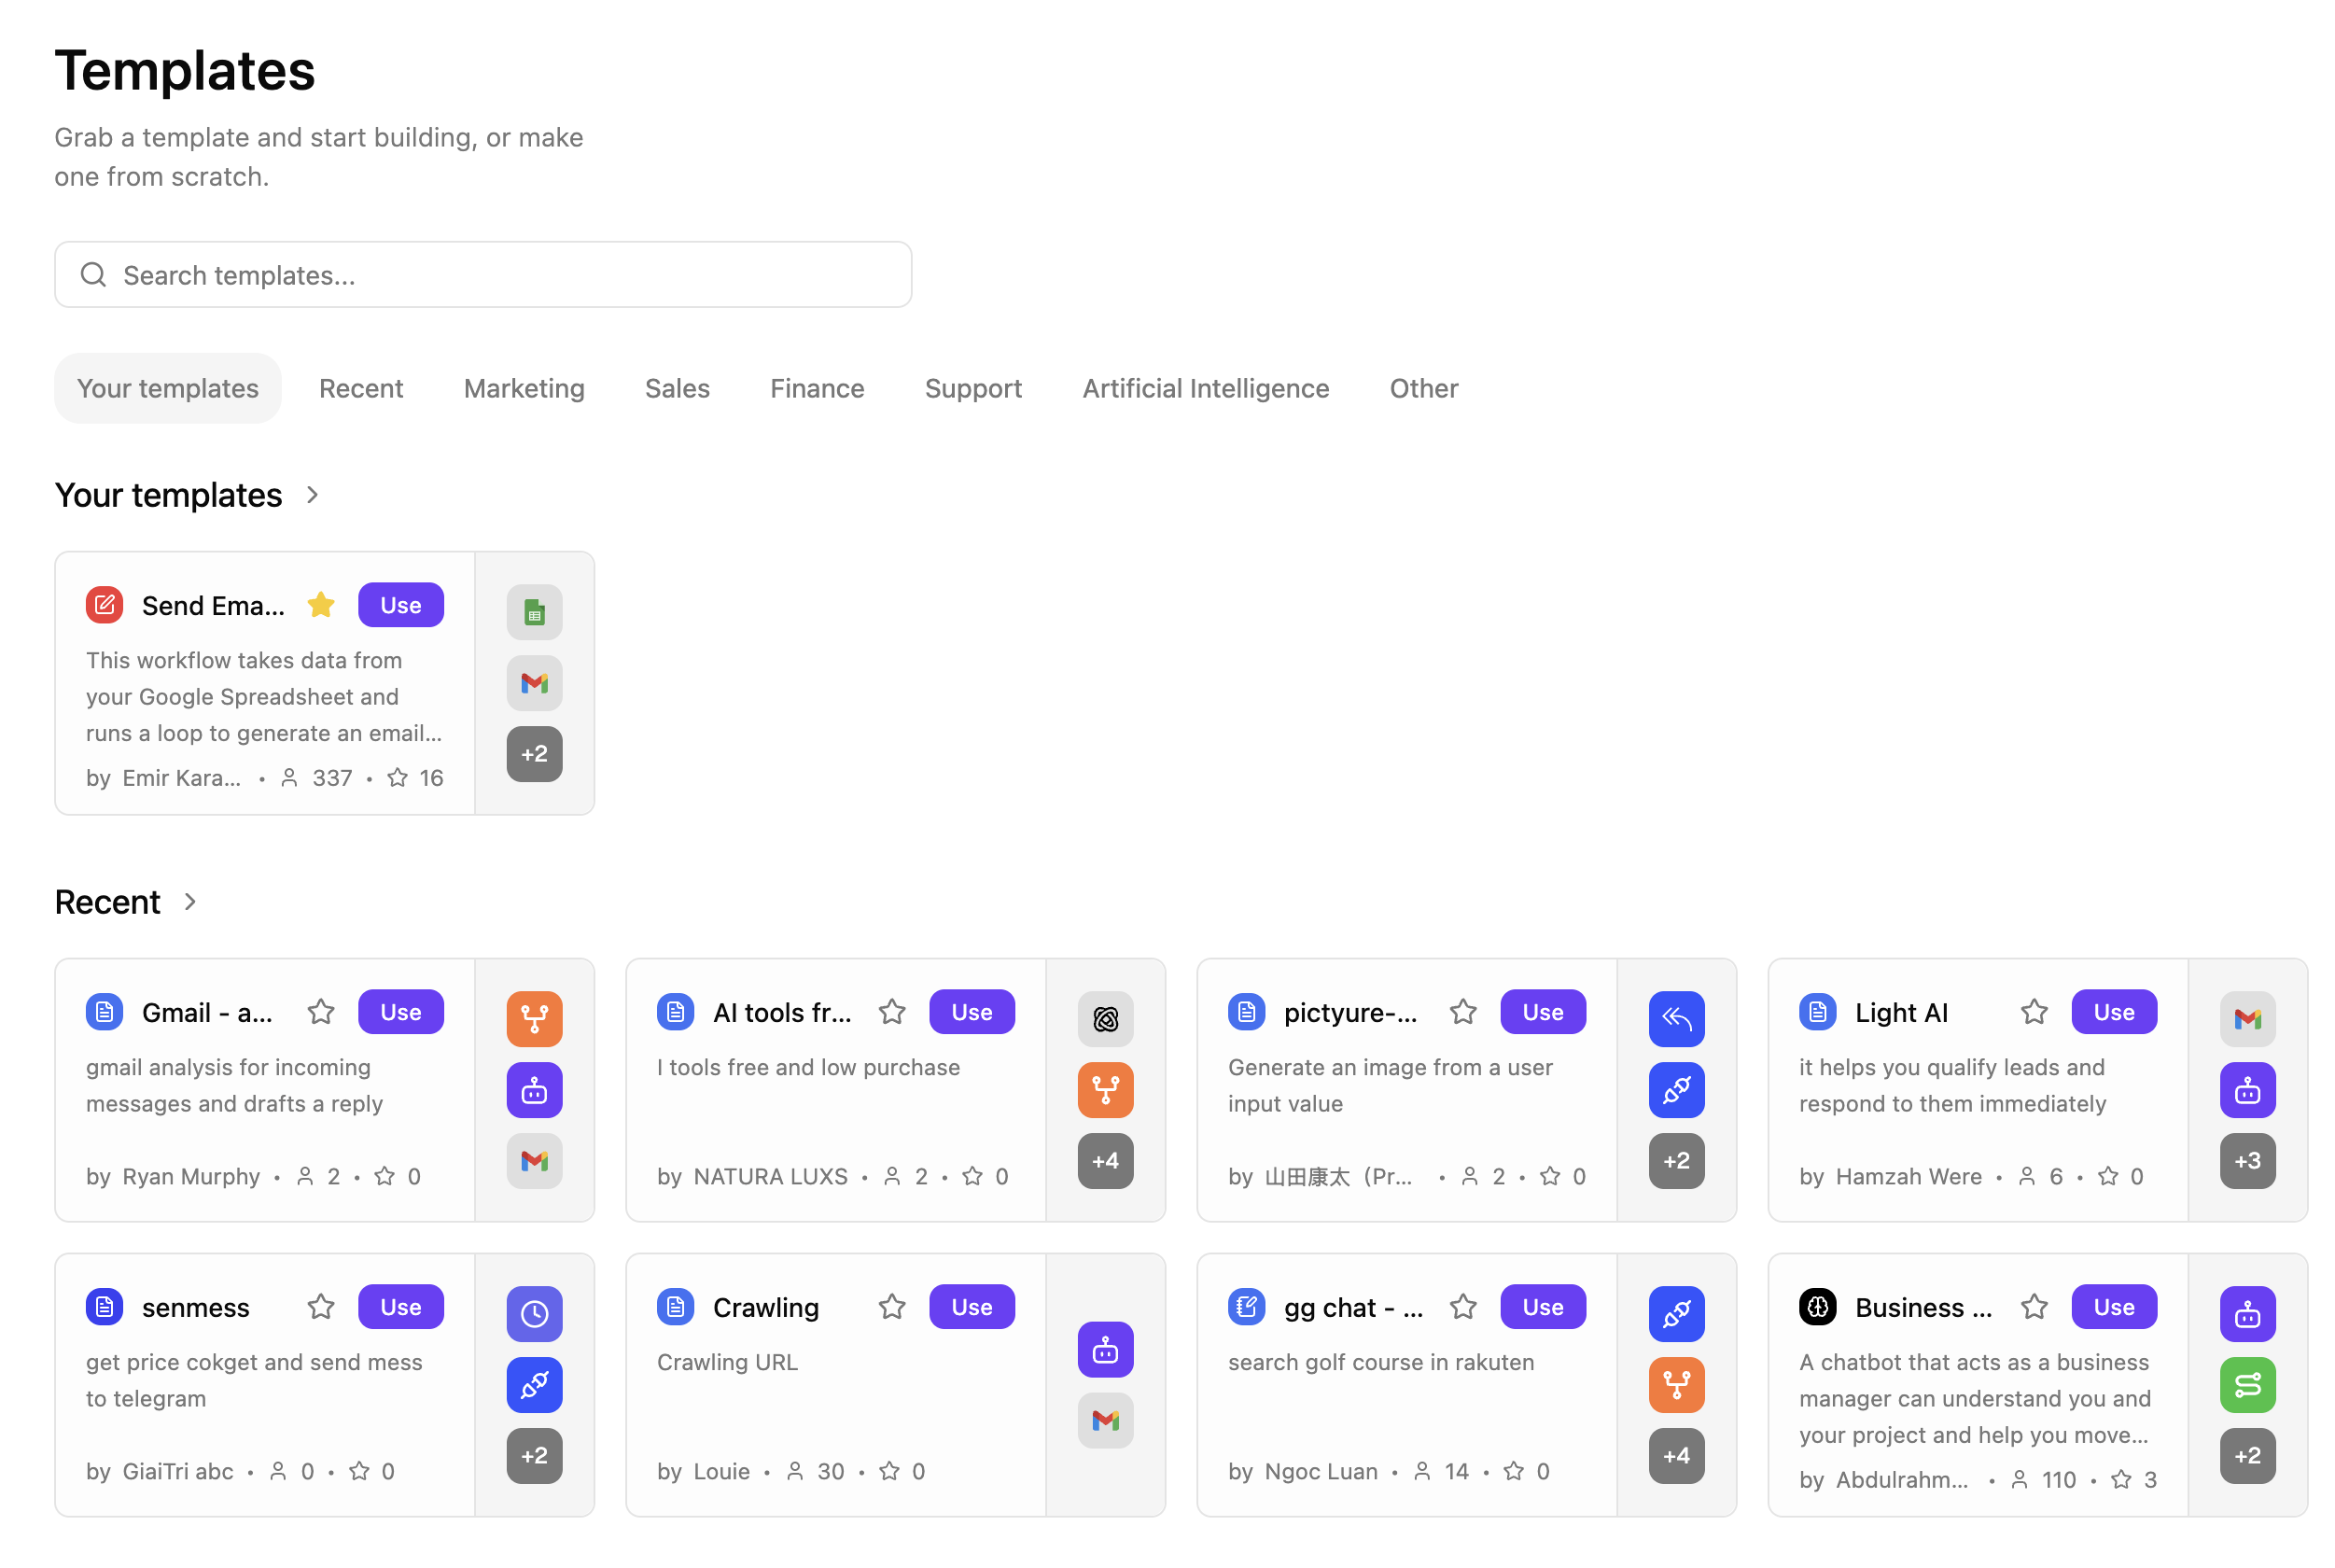 Templates
Grab a template and start building, or make
one from scratch.
Search templates...
Your templates Recent Marketing Sales Finance Support Artificial Intelligence Other
Your templates
Send Ema... Use
This workflow takes data from
your Google Spreadsheet and
runs a loop to generate an email...
by Emir Kara... • 337 • 16
+2
Recent
Gmail - a... Use
gmail analysis for incoming
messages and drafts a reply
by Ryan Murphy • 2 • 0
AI tools fr... Use
I tools free and low purchase
by NATURA LUXS • 2 • 0
+4
pictyure-... Use
Generate an image from a user
input value
by 山田康太（Pr... • 2 • 0
+2
Light AI Use
it helps you qualify leads and
respond to them immediately
by Hamzah Were • 6 • 0
+3
senmess Use
get price cokget and send mess
to telegram
by GiaiTri abc • 0 • 0
+2
Crawling Use
Crawling URL
by Louie • 30 • 0
gg chat - ... Use
search golf course in rakuten
by Ngoc Luan • 14 • 0
+4
Business ... Use
A chatbot that acts as a business
manager can understand you and
your project and help you move...
by Abdulrahm... • 110 • 3
+2